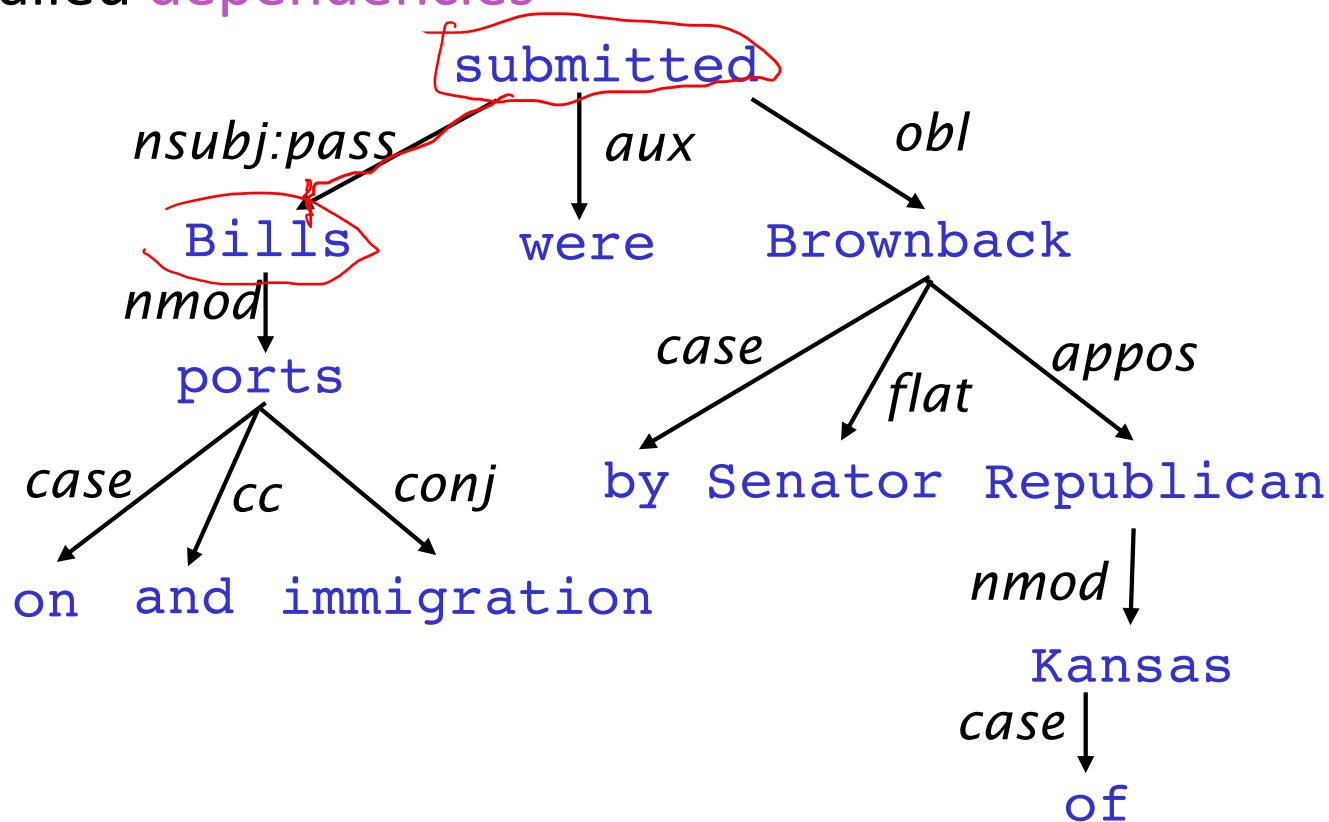 dependencies
submitted
nsubj:pass aux obl
Bills were Brownback
nmod
ports case flat appos
case cc conj by Senator Republican
on and immigration nmod
Kansas
case
of